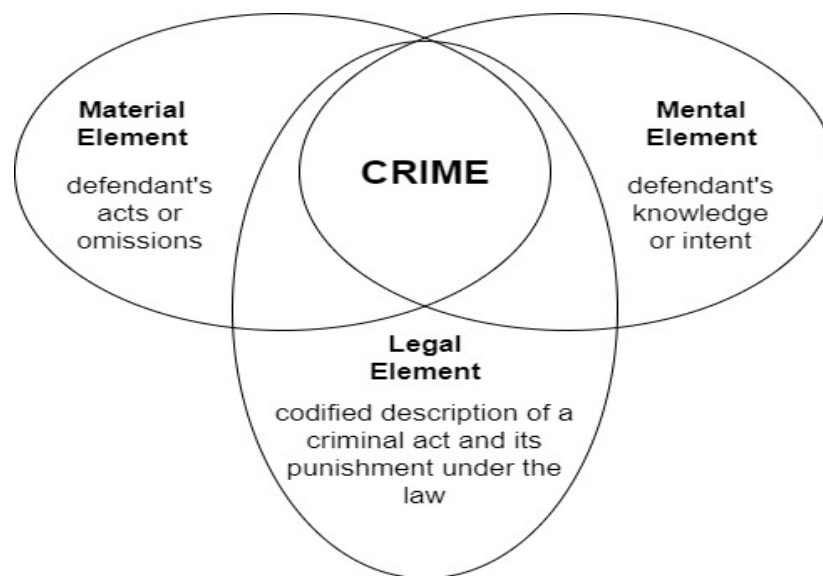 Material
Element
defendant's
acts or
omissions
CRIME
Mental
Element
defendant's
knowledge
or intent
Legal
Element
codified description of a
criminal act and its
punishment under the
law